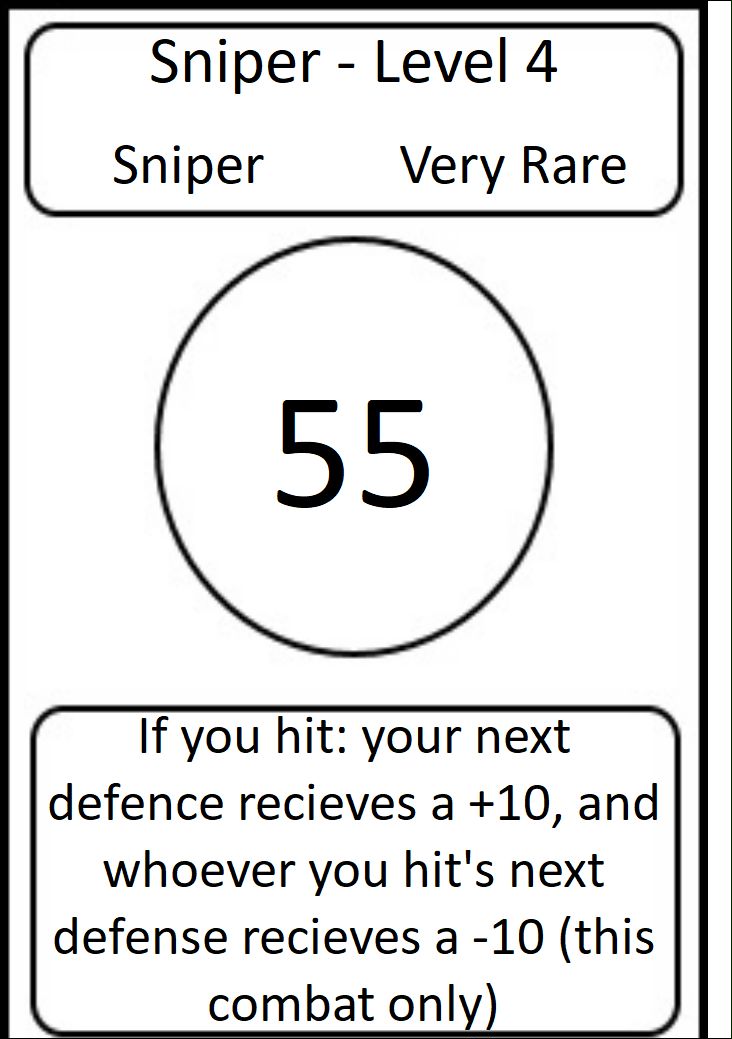 Sniper - Level 4
Sniper Very Rare
55
If you hit: your next
defence recieves a +10, and
whoever you hit's next
defense recieves a -10 (this
combat only)